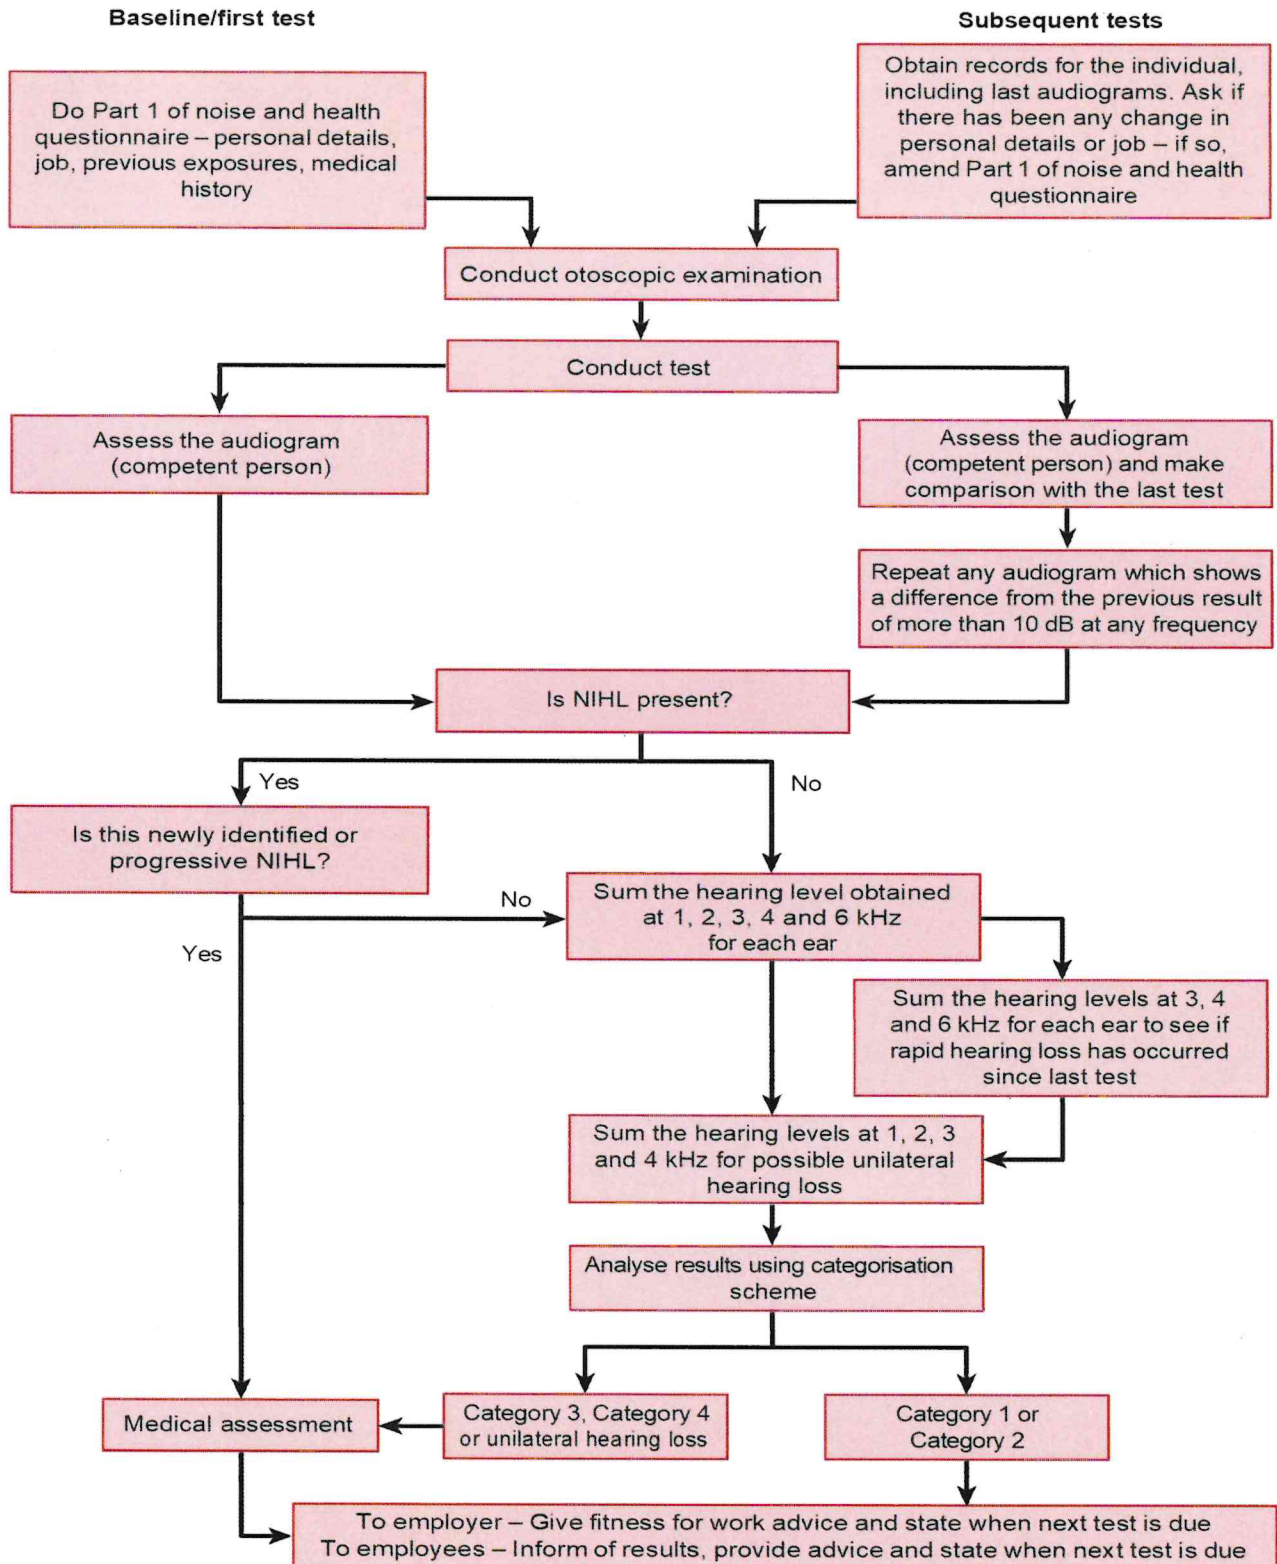 Baseline/first test
Subsequent tests
Do Part 1 of noise and health
questionnaire – personal details,
job, previous exposures, medical
history
Obtain records for the individual,
including last audiograms. Ask if
there has been any change in
personal details or job – if so,
amend Part 1 of noise and health
questionnaire
Conduct otoscopic examination
Conduct test
Assess the audiogram
(competent person)
Assess the audiogram
(competent person) and make
comparison with the last test
Repeat any audiogram which shows
a difference from the previous result
of more than 10 dB at any frequency
Is NIHL present?
Yes
No
Is this newly identified or
progressive NIHL?
No
Yes
Sum the hearing level obtained
at 1, 2, 3, 4 and 6 kHz
for each ear
Sum the hearing levels at 3, 4
and 6 kHz for each ear to see if
rapid hearing loss has occurred
since last test
Sum the hearing levels at 1, 2, 3
and 4 kHz for possible unilateral
hearing loss
Analyse results using categorisation
scheme
Medical assessment
Category 3, Category 4
or unilateral hearing loss
Category 1 or
Category 2
To employer – Give fitness for work advice and state when next test is due
To employees – Inform of results, provide advice and state when next test is due